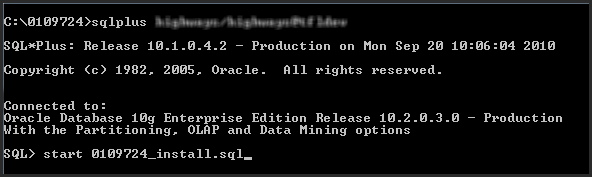 C:\0109724>sqlplus
SQL*Plus: Release 10.1.0.4.2 - Production on Mon Sep 20 10:06:04 2010
Copyright (c) 1982, 2005, Oracle.  All rights reserved.
Connected to:
Oracle Database 10g Enterprise Edition Release 10.2.0.3.0 - Production
With the Partitioning, OLAP and Data Mining options
SQL> start 0109724_install.sql_